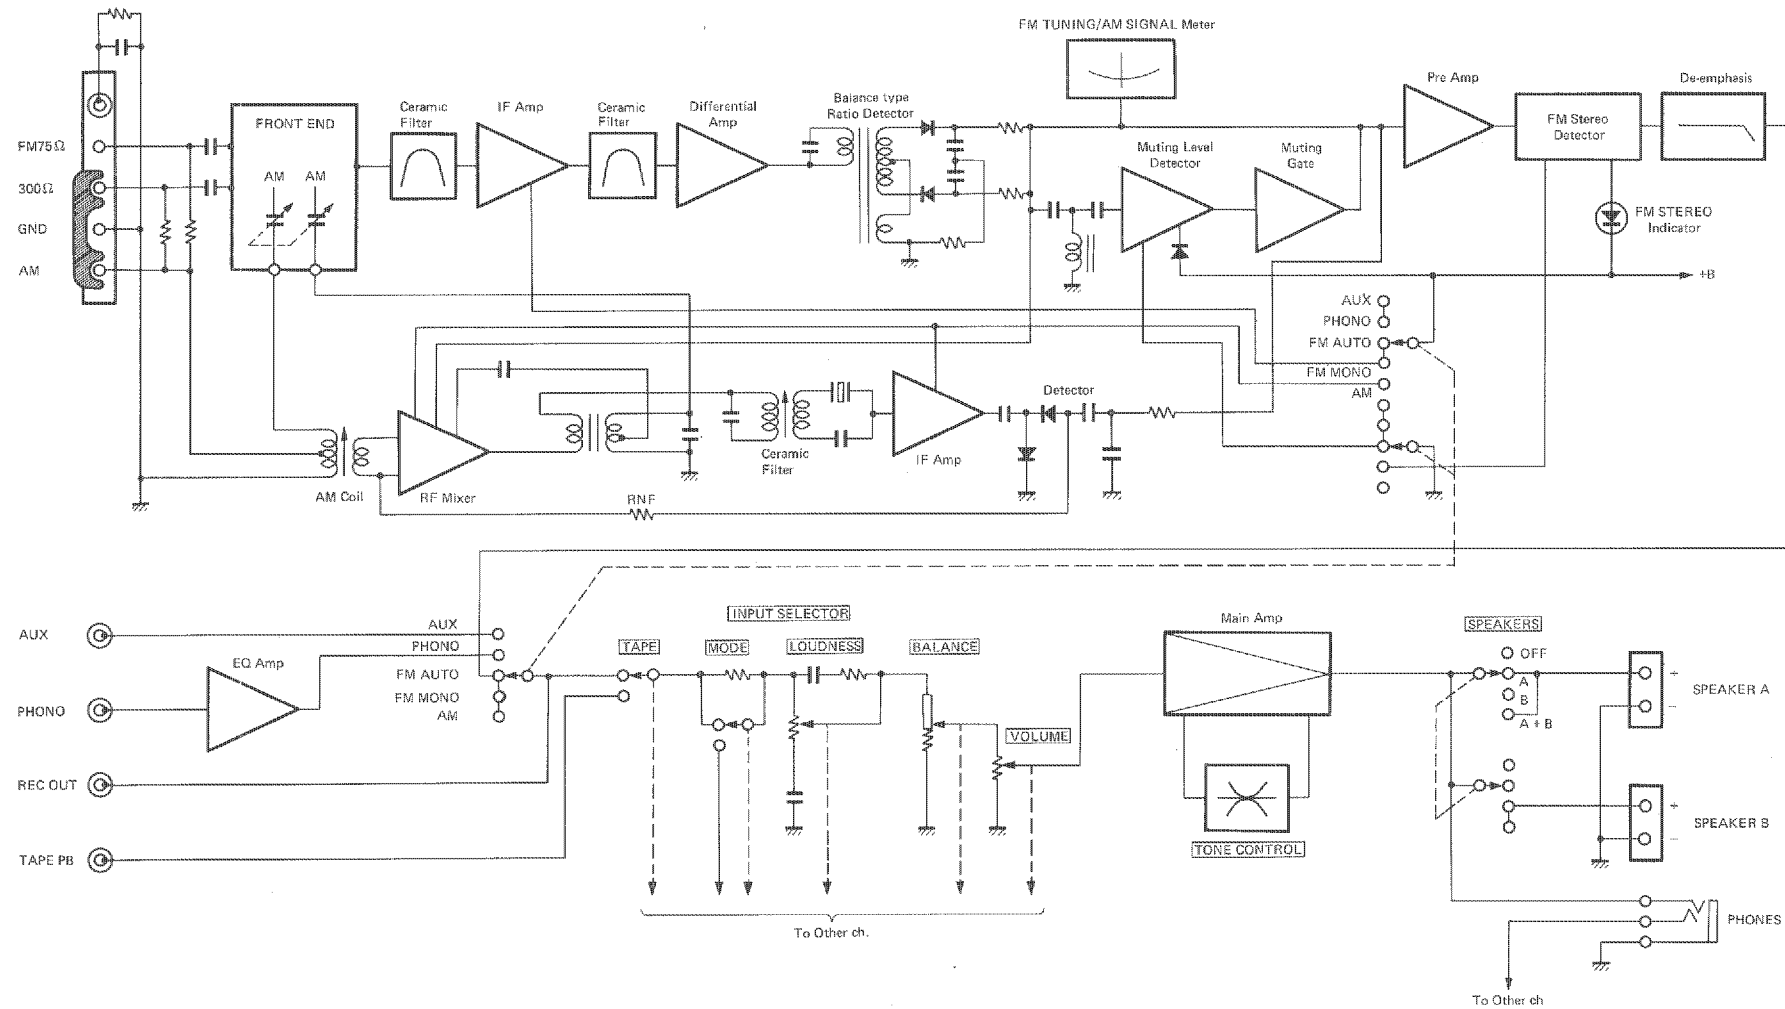 FM TUNING/AM SIGNAL Meter
Pre Amp
De-emphasis
Ceramic
Filter
IF Amp
Ceramic
Filter
Differential
Amp
Balance type
Ratio Detector
FRONT END
FM Stereo
Detector
FM75Ω
Muting Level
Detector
Muting
Gate
300Ω
AM
AM
FM STEREO
Indicator
GND
AM
+B
AUX
PHONO
FM AUTO
FM MONO
AM
Detector
Ceramic
Filter
IF Amp
AM Coil
RF Mixer
RNF
INPUT SELECTOR
Main Amp
AUX
AUX
PHONO
TAPE
MODE
LOUDNESS
BALANCE
SPEAKERS
EQ Amp
FM AUTO
OFF
A
B
A + B
+
−
SPEAKER A
PHONO
FM MONO
AM
VOLUME
REC OUT
+
−
SPEAKER B
TONE CONTROL
TAPE PB
To Other ch.
PHONES
To Other ch